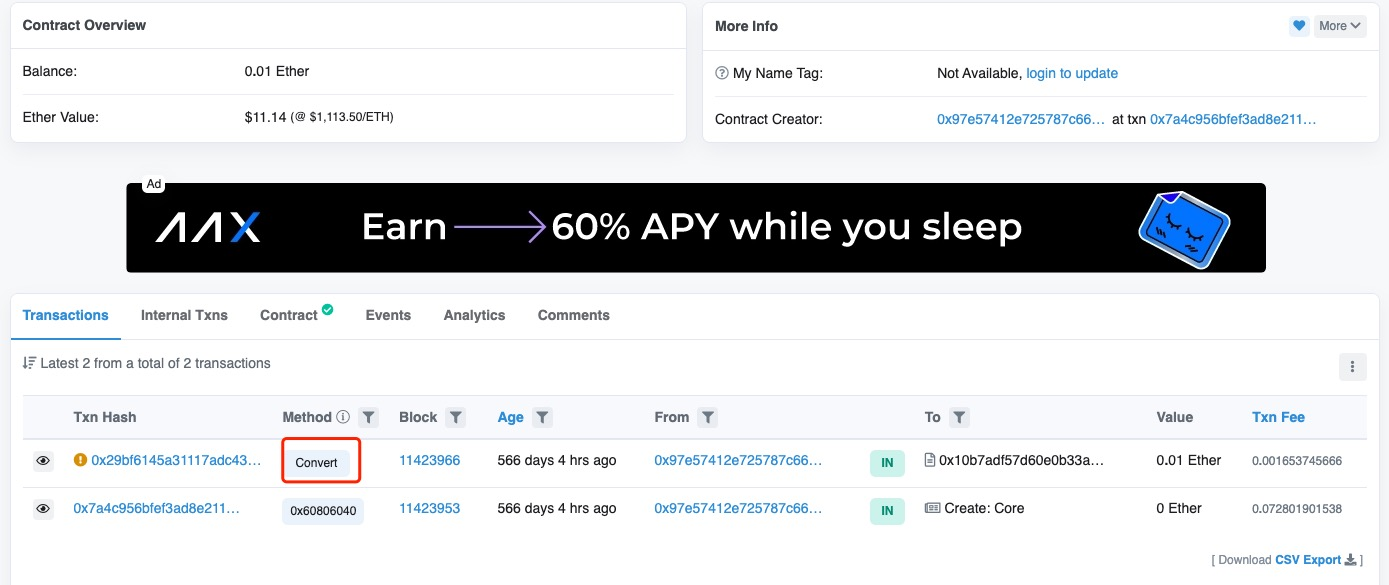 Contract Overview
Balance: 0.01 Ether
Ether Value: $11.14 (@ $1,113.50/ETH)
More Info More
My Name Tag: Not Available, login to update
Contract Creator: 0x97e57412e725787c66... at txn 0x7a4c956bfef3ad8e211...
Ad
AAX Earn 60% APY while you sleep
Transactions Internal Txns Contract Events Analytics Comments
Latest 2 from a total of 2 transactions
Txn Hash Method Block Age From To Value Txn Fee
0x29bf6145a31117adc43... Convert 11423966 566 days 4 hrs ago 0x97e57412e725787c66... IN 0x10b7adf57d60e0b33a... 0.01 Ether 0.001653745666
0x7a4c956bfef3ad8e211... 0x60806040 11423953 566 days 4 hrs ago 0x97e57412e725787c66... IN Create: Core 0 Ether 0.072801901538
[ Download CSV Export ]